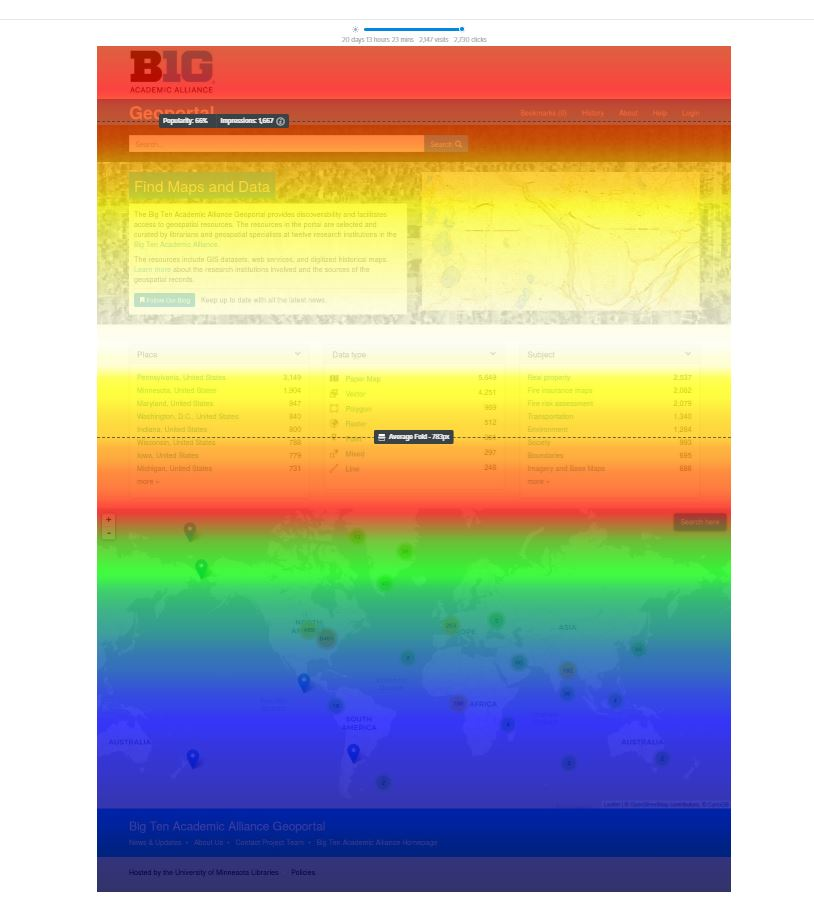 20 days 13 hours 23 mins 2,147 visits 2,730 clicks
B1G
ACADEMIC ALLIANCE
Geoportal
Bookmarks (0) History About Help Login
Popularity: 66% Impressions: 1,667
Search...
Search
Find Maps and Data
The Big Ten Academic Alliance Geoportal provides discoverability and facilitates
access to geospatial resources. The resources in the portal are selected and
curated by librarians and geospatial specialists at twelve research institutions in the
Big Ten Academic Alliance.
The resources include GIS datasets, web services, and digitized historical maps.
Learn more about the research institutions involved and the sources of the
geospatial records.
Follow Our Blog Keep up to date with all the latest news.
Place
Pennsylvania, United States 3,149
Minnesota, United States 1,904
Maryland, United States 847
Washington, D.C., United States 840
Indiana, United States 800
Wisconsin, United States 788
Iowa, United States 779
Michigan, United States 731
more »
Data type
Paper Map 5,649
Vector 4,251
Polygon 969
Raster 512
Average Fold - 783px
Mixed 297
Line 248
Subject
Real property 2,537
Fire insurance maps 2,082
Fire risk assessment 2,079
Transportation 1,340
Environment 1,284
Society 993
Boundaries 695
Imagery and Base Maps 688
more »
+
-
Search here
NORTH
ASIA
AFRICA
SOUTH
AMERICA
AUSTRALIA
AUSTRALIA
Leaflet | © OpenStreetMap contributors, © CartoDB
Big Ten Academic Alliance Geoportal
News & Updates • About Us • Contact Project Team • Big Ten Academic Alliance Homepage
Hosted by the University of Minnesota Libraries Policies